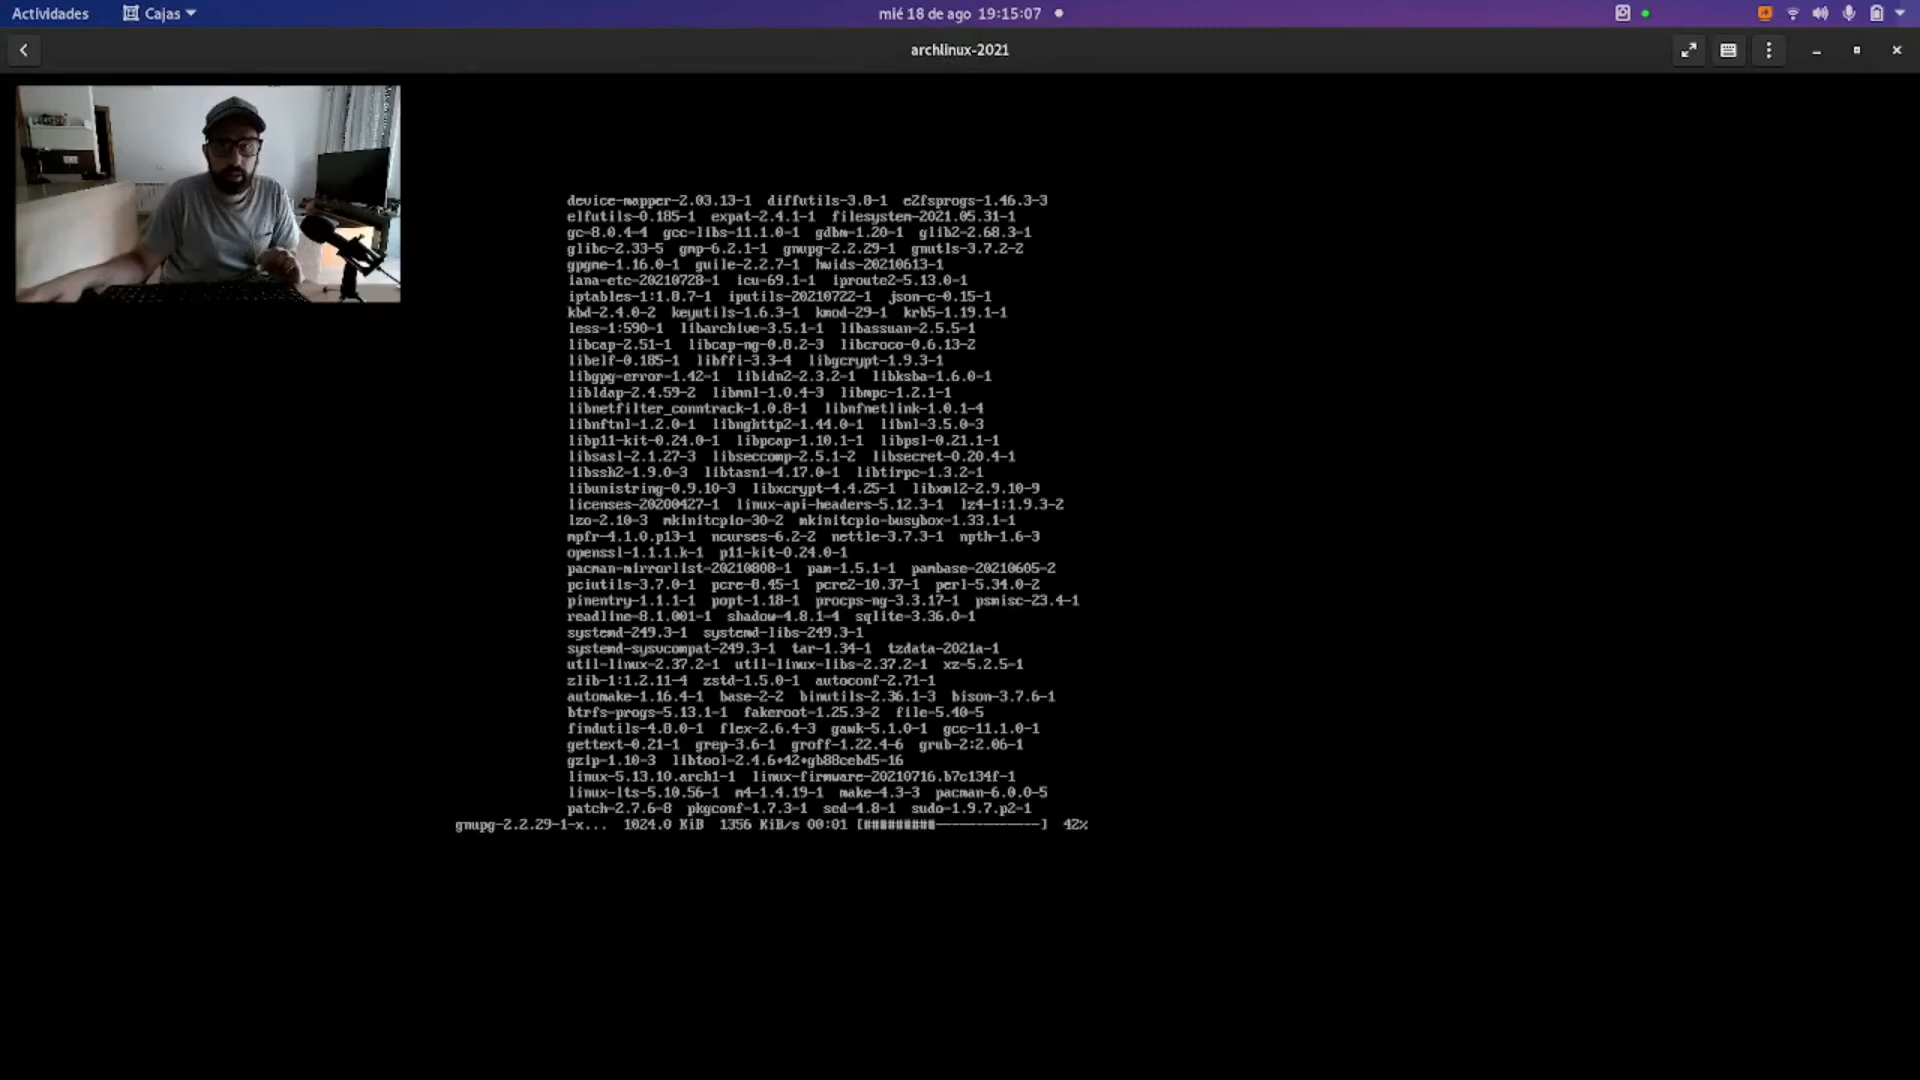 Actividades Cajas mié 18 de ago 19:15:07
archlinux-2021
device-mapper-2.03.13-1 diffutils-3.8-1 e2fsprogs-1.46.3-3
elfutils-0.185-1 expat-2.4.1-1 filesystem-2021.05.31-1
gc-8.0.4-4 gcc-libs-11.1.0-1 gdbm-1.20-1 glib2-2.68.3-1
glibc-2.33-5 gmp-6.2.1-1 gnupg-2.2.29-1 gnutls-3.7.2-2
gpgme-1.16.0-1 guile-2.2.7-1 hwids-20210613-1
iana-etc-20210728-1 icu-69.1-1 iproute2-5.13.0-1
iptables-1:1.8.7-1 iputils-20210722-1 json-c-0.15-1
kbd-2.4.0-2 keyutils-1.6.3-1 kmod-29-1 krb5-1.19.1-1
less-1:590-1 libarchive-3.5.1-1 libassuan-2.5.5-1
libcap-2.51-1 libcap-ng-0.8.2-3 libcroco-0.6.13-2
libelf-0.185-1 libffi-3.3-4 libgcrypt-1.9.3-1
libgpg-error-1.42-1 libidn2-2.3.2-1 libksba-1.6.0-1
libldap-2.4.59-2 libmnl-1.0.4-3 libmpc-1.2.1-1
libnetfilter_conntrack-1.0.8-1 libnfnetlink-1.0.1-4
libnftnl-1.2.0-1 libnghttp2-1.44.0-1 libnl-3.5.0-3
libp11-kit-0.24.0-1 libpcap-1.10.1-1 libpsl-0.21.1-1
libsasl-2.1.27-3 libseccomp-2.5.1-2 libsecret-0.20.4-1
libssh2-1.9.0-3 libtasn1-4.17.0-1 libtirpc-1.3.2-1
libunistring-0.9.10-3 libxcrypt-4.4.25-1 libxml2-2.9.10-9
licenses-20200427-1 linux-api-headers-5.12.3-1 lz4-1:1.9.3-2
lzo-2.10-3 mkinitcpio-30-2 mkinitcpio-busybox-1.33.1-1
mpfr-4.1.0.p13-1 ncurses-6.2-2 nettle-3.7.3-1 npth-1.6-3
openssl-1.1.1.k-1 p11-kit-0.24.0-1
pacman-mirrorlist-20210808-1 pam-1.5.1-1 pambase-20210605-2
pciutils-3.7.0-1 pcre-8.45-1 pcre2-10.37-1 perl-5.34.0-2
pinentry-1.1.1-1 popt-1.18-1 procps-ng-3.3.17-1 psmisc-23.4-1
readline-8.1.001-1 shadow-4.8.1-4 sqlite-3.36.0-1
systemd-249.3-1 systemd-libs-249.3-1
systemd-sysvcompat-249.3-1 tar-1.34-1 tzdata-2021a-1
util-linux-2.37.2-1 util-linux-libs-2.37.2-1 xz-5.2.5-1
zlib-1:1.2.11-4 zstd-1.5.0-1 autoconf-2.71-1
automake-1.16.4-1 base-2-2 binutils-2.36.1-3 bison-3.7.6-1
btrfs-progs-5.13.1-1 fakeroot-1.25.3-2 file-5.40-5
findutils-4.8.0-1 flex-2.6.4-3 gawk-5.1.0-1 gcc-11.1.0-1
gettext-0.21-1 grep-3.6-1 groff-1.22.4-6 grub-2:2.06-1
gzip-1.10-3 libtool-2.4.6+42+gb88cebd5-16
linux-5.13.10.arch1-1 linux-firmware-20210716.b7c134f-1
linux-lts-5.10.56-1 m4-1.4.19-1 make-4.3-3 pacman-6.0.0-5
patch-2.7.6-8 pkgconf-1.7.3-1 sed-4.8-1 sudo-1.9.7.p2-1
gnupg-2.2.29-1-x... 1024.0 KiB 1356 KiB/s 00:01 [#########-------------] 42%